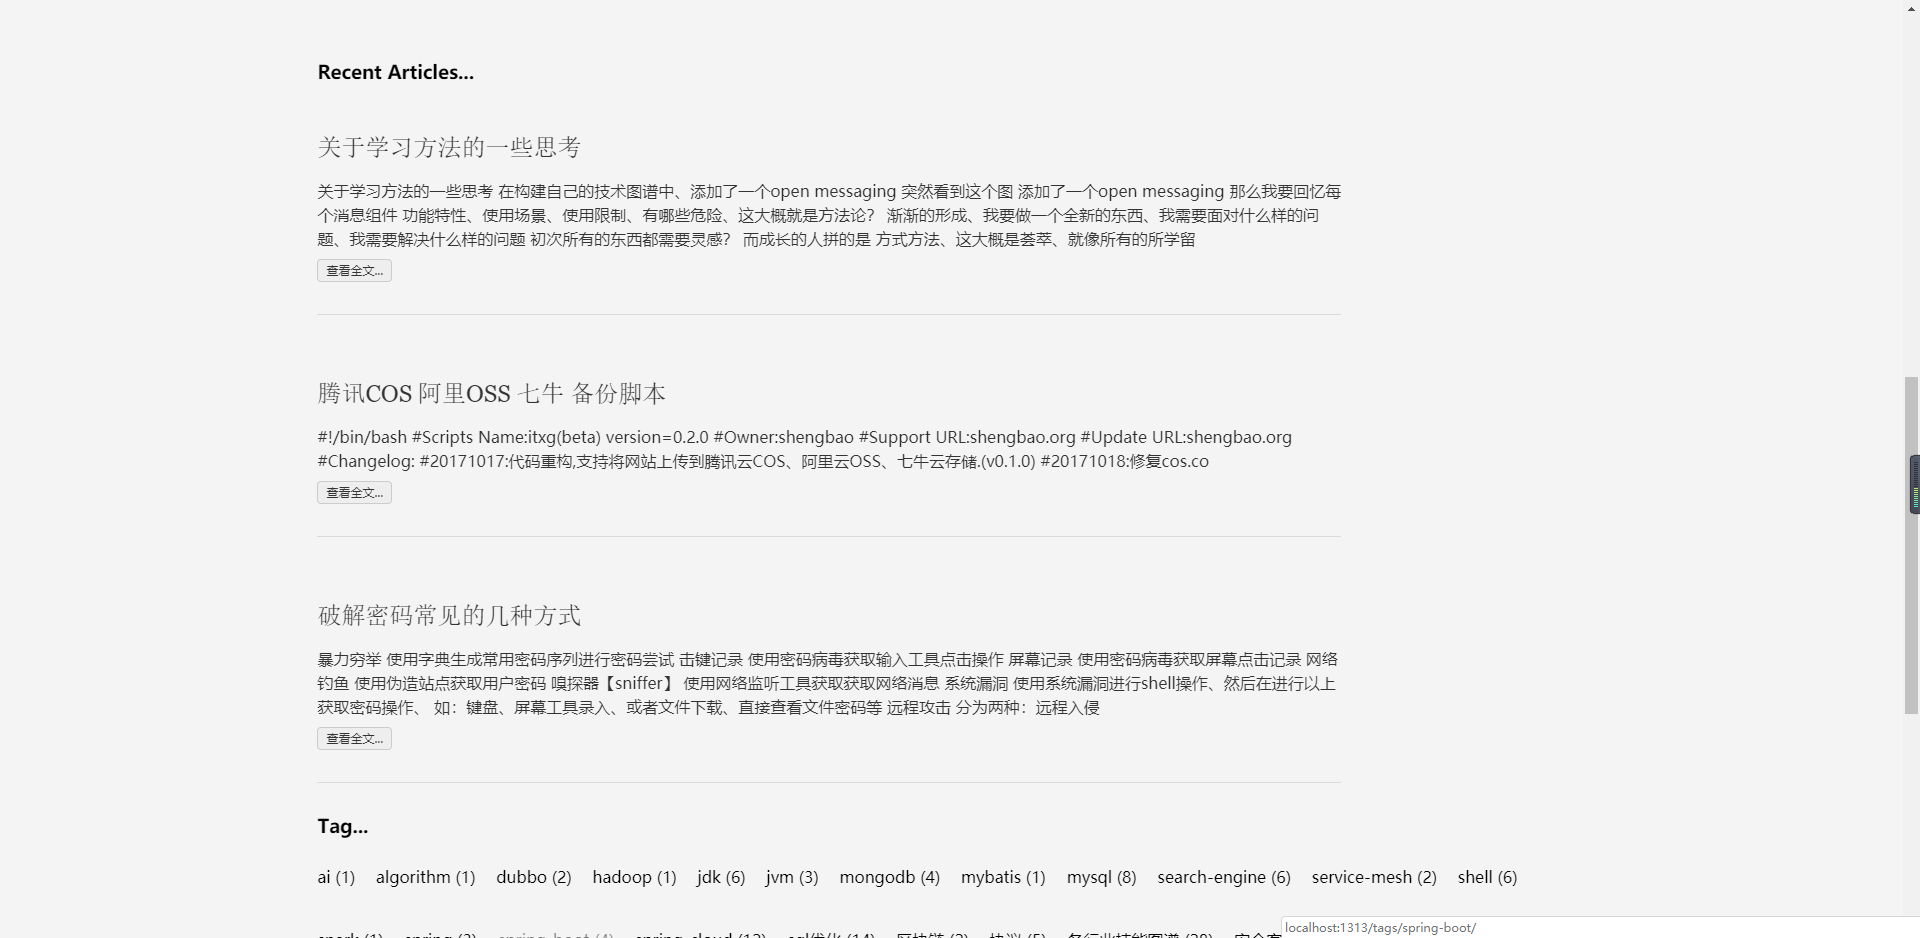 Recent Articles...
关于学习方法的一些思考
关于学习方法的一些思考 在构建自己的技术图谱中、添加了一个open messaging 突然看到这个图 添加了一个open messaging 那么我要回忆每
个消息组件 功能特性、使用场景、使用限制、有哪些危险、这大概就是方法论？ 渐渐的形成、我要做一个全新的东西、我需要面对什么样的问
题、我需要解决什么样的问题 初次所有的东西都需要灵感？ 而成长的人拼的是 方式方法、这大概是荟萃、就像所有的所学留
查看全文...
腾讯COS 阿里OSS 七牛 备份脚本
#!/bin/bash #Scripts Name:itxg(beta) version=0.2.0 #Owner:shengbao #Support URL:shengbao.org #Update URL:shengbao.org
#Changelog: #20171017:代码重构,支持将网站上传到腾讯云COS、阿里云OSS、七牛云存储.(v0.1.0) #20171018:修复cos.co
查看全文...
破解密码常见的几种方式
暴力穷举 使用字典生成常用密码序列进行密码尝试 击键记录 使用密码病毒获取输入工具点击操作 屏幕记录 使用密码病毒获取屏幕点击记录 网络
钓鱼 使用伪造站点获取用户密码 嗅探器【sniffer】 使用网络监听工具获取获取网络消息 系统漏洞 使用系统漏洞进行shell操作、然后在进行以上
获取密码操作、 如：键盘、屏幕工具录入、或者文件下载、直接查看文件密码等 远程攻击 分为两种：远程入侵
查看全文...
Tag...
ai (1) algorithm (1) dubbo (2) hadoop (1) jdk (6) jvm (3) mongodb (4) mybatis (1) mysql (8) search-engine (6) service-mesh (2) shell (6)
spark (1) spring (3) spring-boot (4) spring-cloud (13) sql优化 (14)
localhost:1313/tags/spring-boot/